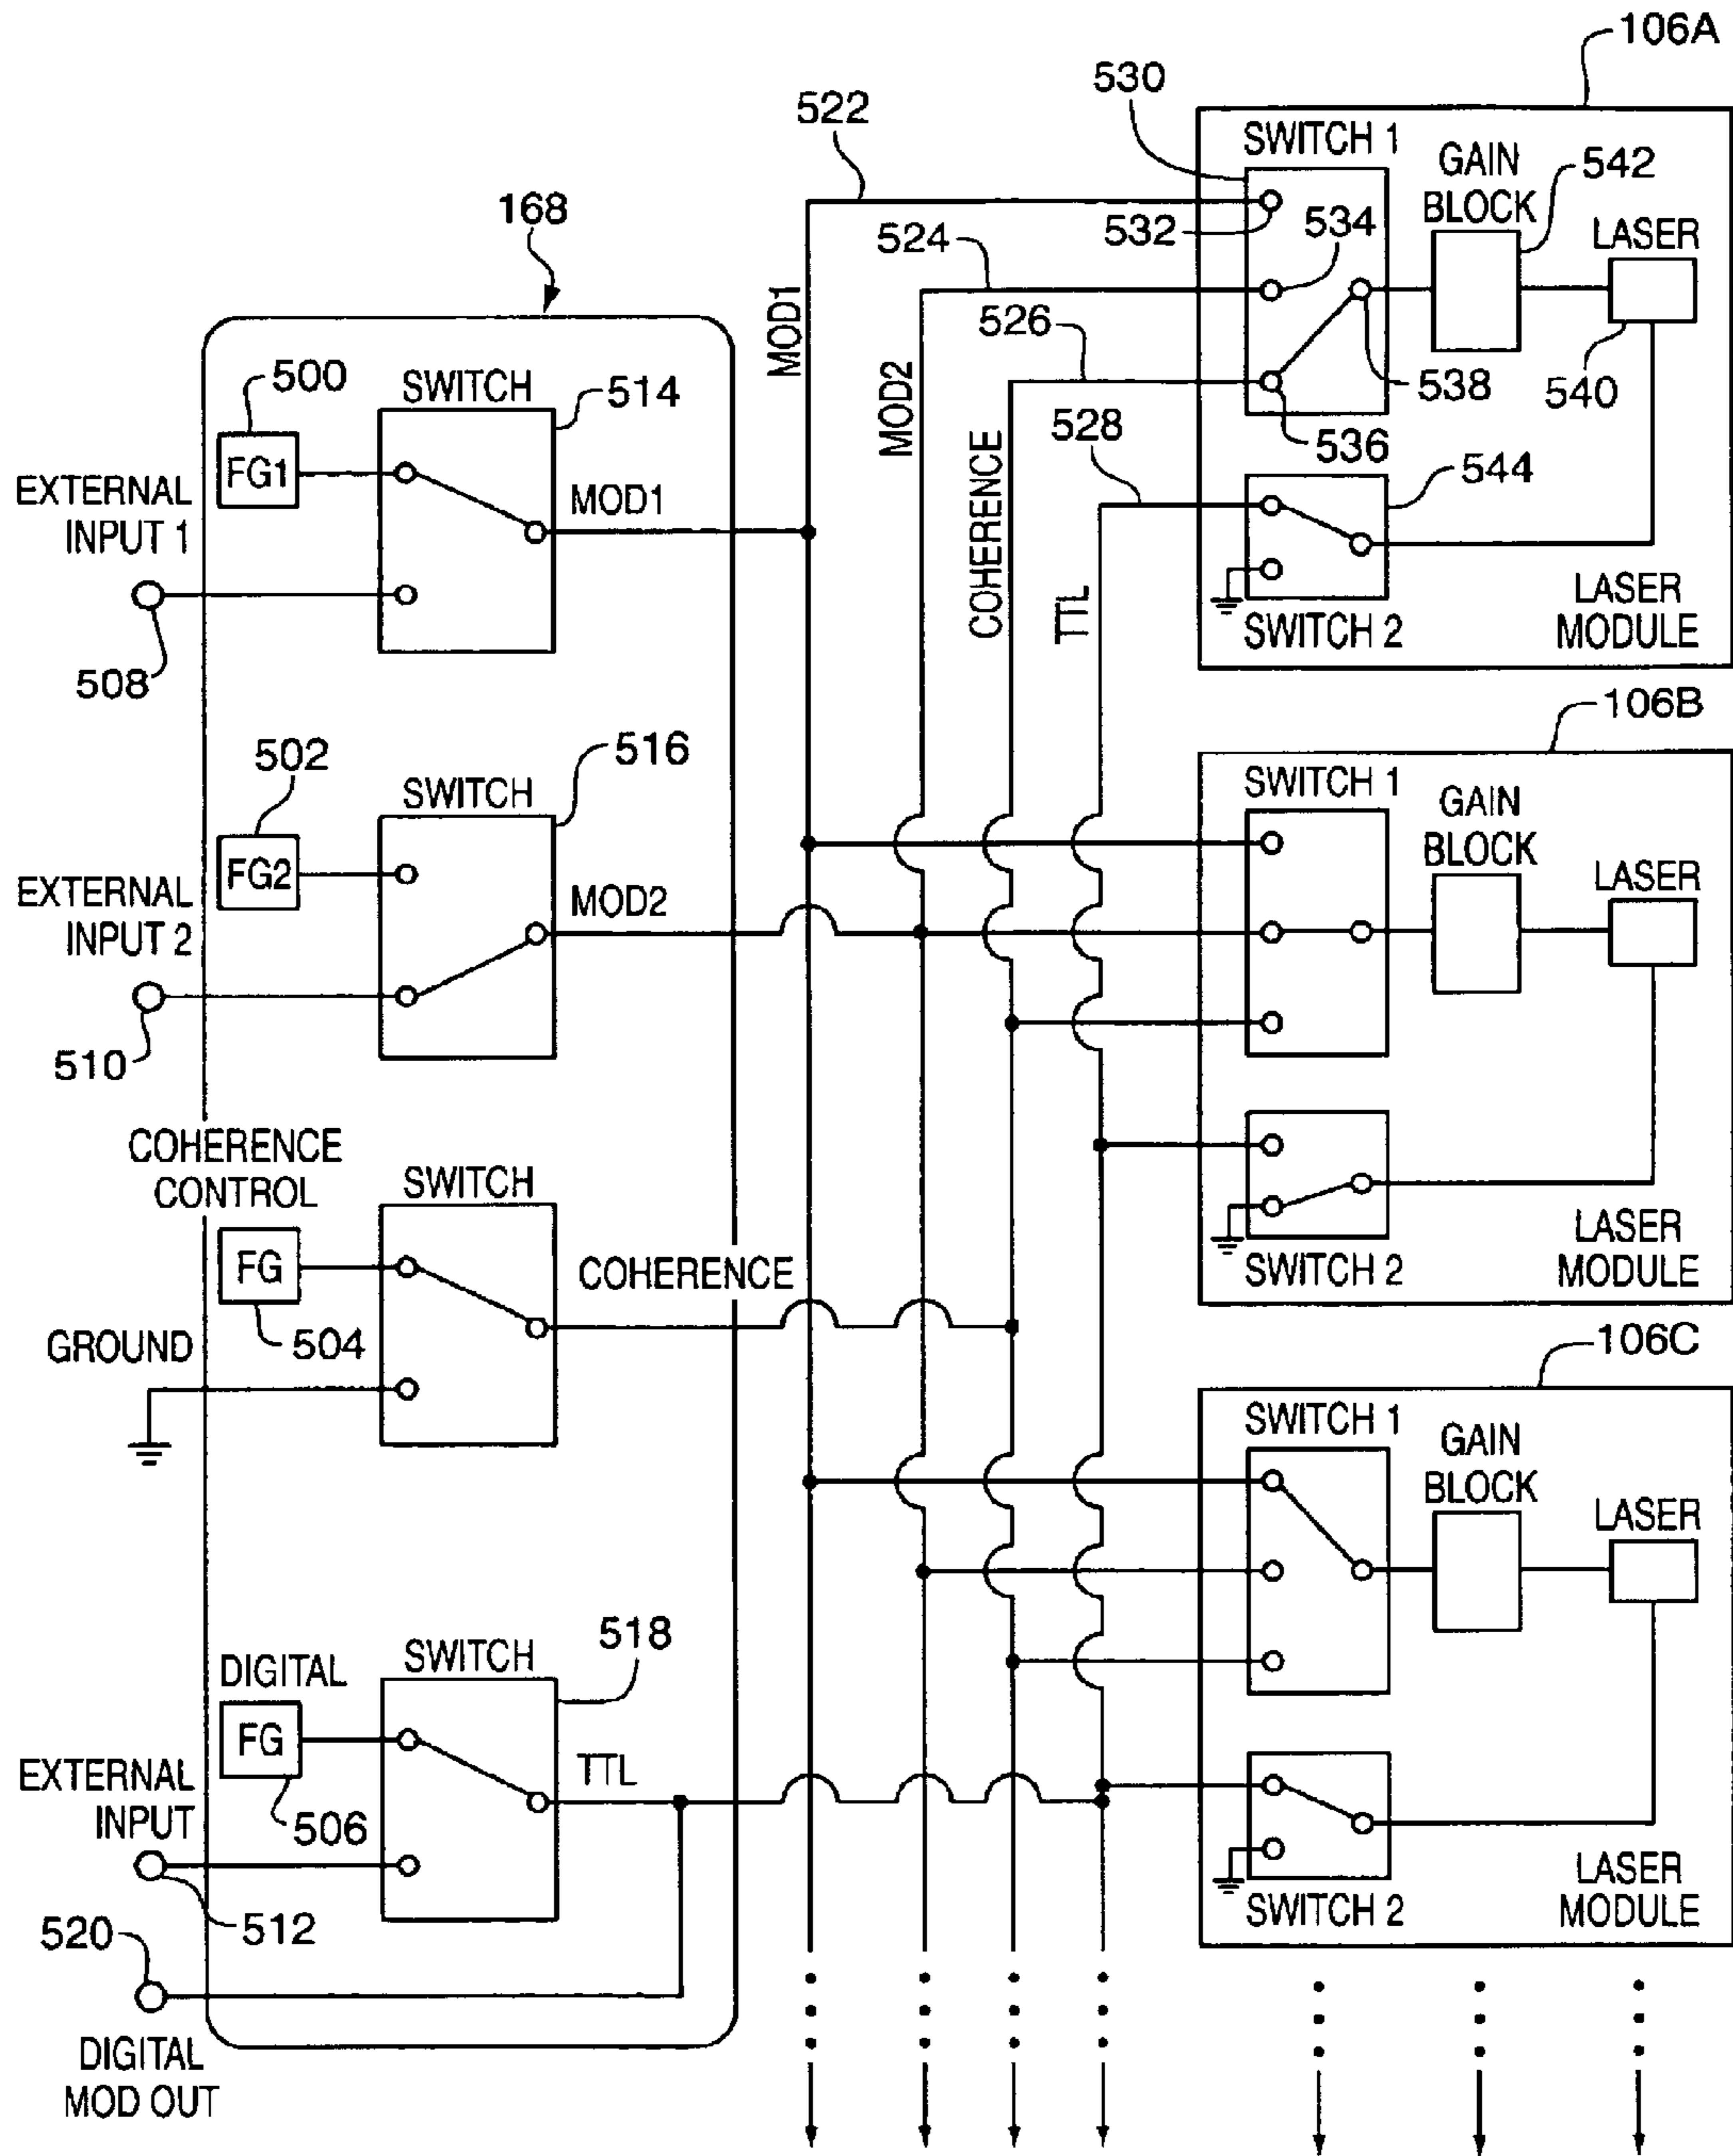 106A
530
522
SWITCH 1
GAIN
BLOCK
542
168
532
534
524
LASER
MOD1
526
MOD2
538
540
500
SWITCH
514
536
528
544
FG1
EXTERNAL
INPUT 1
MOD1
COHERENCE
TTL
SWITCH 2
LASER
MODULE
508
106B
502
SWITCH
516
SWITCH 1
GAIN
BLOCK
FG2
EXTERNAL
INPUT 2
MOD2
LASER
510
COHERENCE
CONTROL
SWITCH
FG
COHERENCE
SWITCH 2
LASER
MODULE
GROUND
504
106C
SWITCH 1
GAIN
BLOCK
LASER
DIGITAL
SWITCH
518
FG
TTL
EXTERNAL
INPUT
506
512
SWITCH 2
LASER
MODULE
520
DIGITAL
MOD OUT